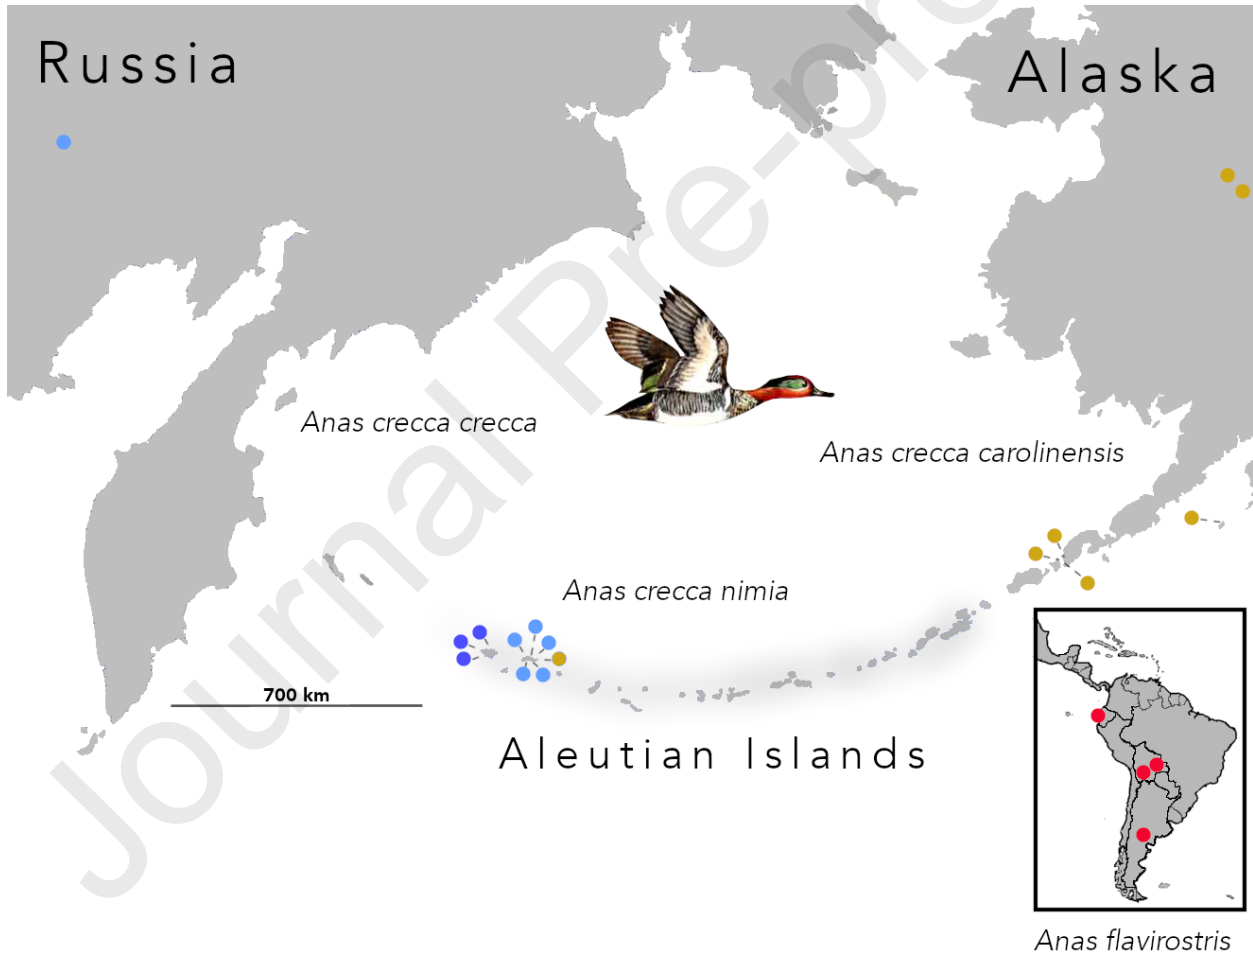 Russia
Alaska
Anas crecca crecca
Anas crecca carolinensis
Anas crecca nimia
700 km
Aleutian Islands
Anas flavirostris
Journal Pre-pro